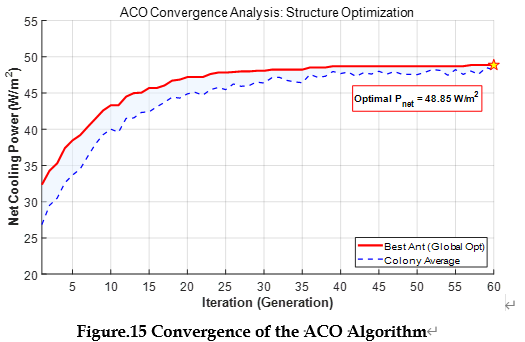 ACO Convergence Analysis: Structure Optimization
55
50
45
40
35
30
25
20
Net Cooling Power (W/m²)
Optimal Pnet = 48.85 W/m²
Best Ant (Global Opt)
Colony Average
5 10 15 20 25 30 35 40 45 50 55 60
Iteration (Generation)
Figure.15 Convergence of the ACO Algorithm